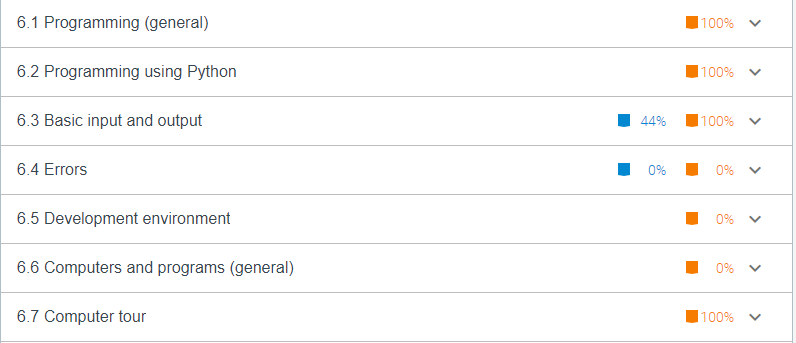 6.1 Programming (general) 100%
6.2 Programming using Python 100%
6.3 Basic input and output 44% 100%
6.4 Errors 0% 0%
6.5 Development environment 0%
6.6 Computers and programs (general) 0%
6.7 Computer tour 100%